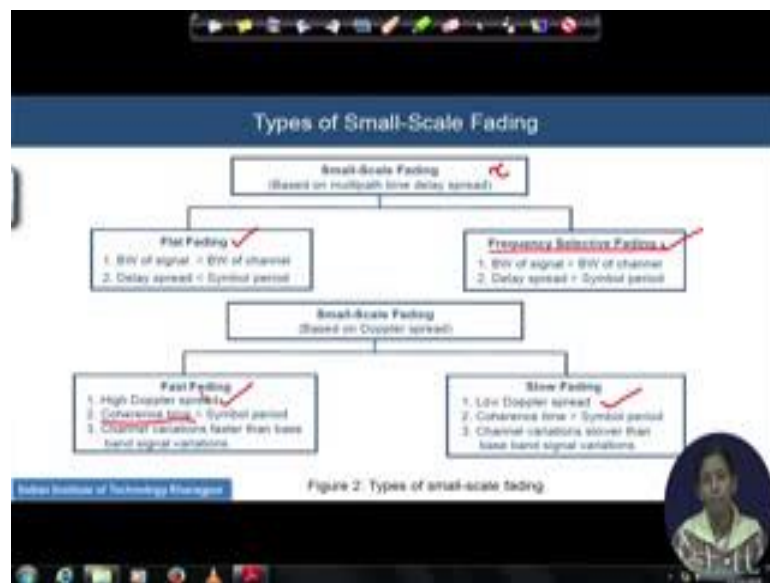 Types of Small-Scale Fading
Small-Scale Fading
(Based on multipath time delay spread)
Flat Fading
1. BW of signal < BW of channel
2. Delay spread < Symbol period
Frequency Selective Fading
1. BW of signal > BW of channel
2. Delay spread > Symbol period
Small-Scale Fading
(Based on Doppler spread)
Fast Fading
1. High Doppler spread
2. Coherence time < Symbol period
3. Channel variations faster than base
band signal variations
Slow Fading
1. Low Doppler spread
2. Coherence time > Symbol period
3. Channel variations slower than
base band signal variations
Indian Institute of Technology Kharagpur
Figure 2: Types of small-scale fading